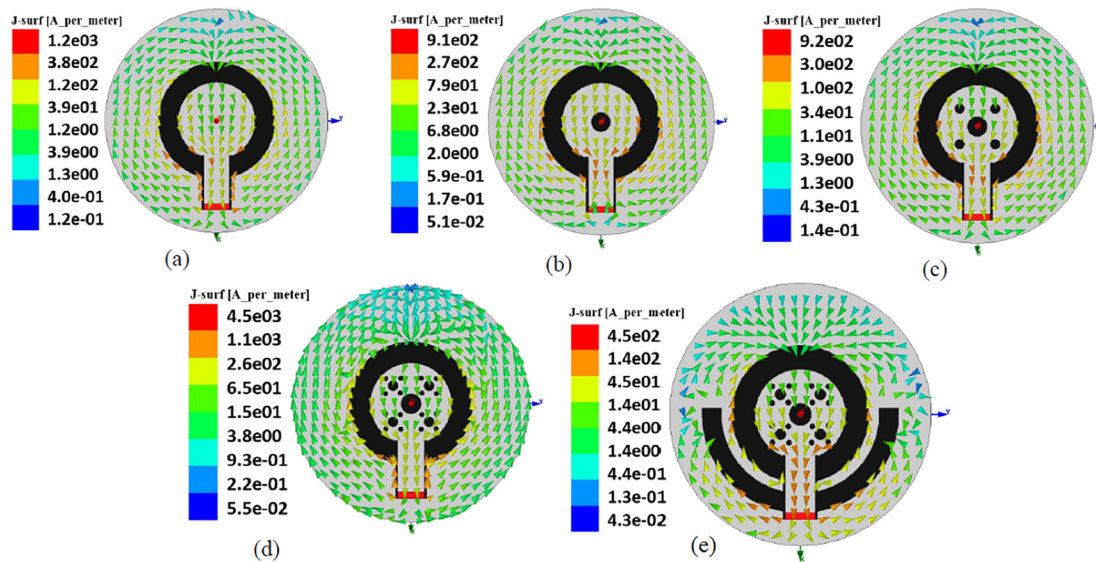 J-surf [A_per_meter]
1.2e03
3.8e02
1.2e02
3.9e01
1.2e00
3.9e00
1.3e00
4.0e-01
1.2e-01
(a)
J-surf [A_per_meter]
9.1e02
2.7e02
7.9e01
2.3e01
6.8e00
2.0e00
5.9e-01
1.7e-01
5.1e-02
(b)
J-surf [A_per_meter]
9.2e02
3.0e02
1.0e02
3.4e01
1.1e01
3.9e00
1.3e00
4.3e-01
1.4e-01
(c)
J-surf [A_per_meter]
4.5e03
1.1e03
2.6e02
6.5e01
1.5e01
3.8e00
9.3e-01
2.2e-01
5.5e-02
(d)
J-surf [A_per_meter]
4.5e02
1.4e02
4.5e01
1.4e01
4.4e00
1.4e00
4.4e-01
1.3e-01
4.3e-02
(e)